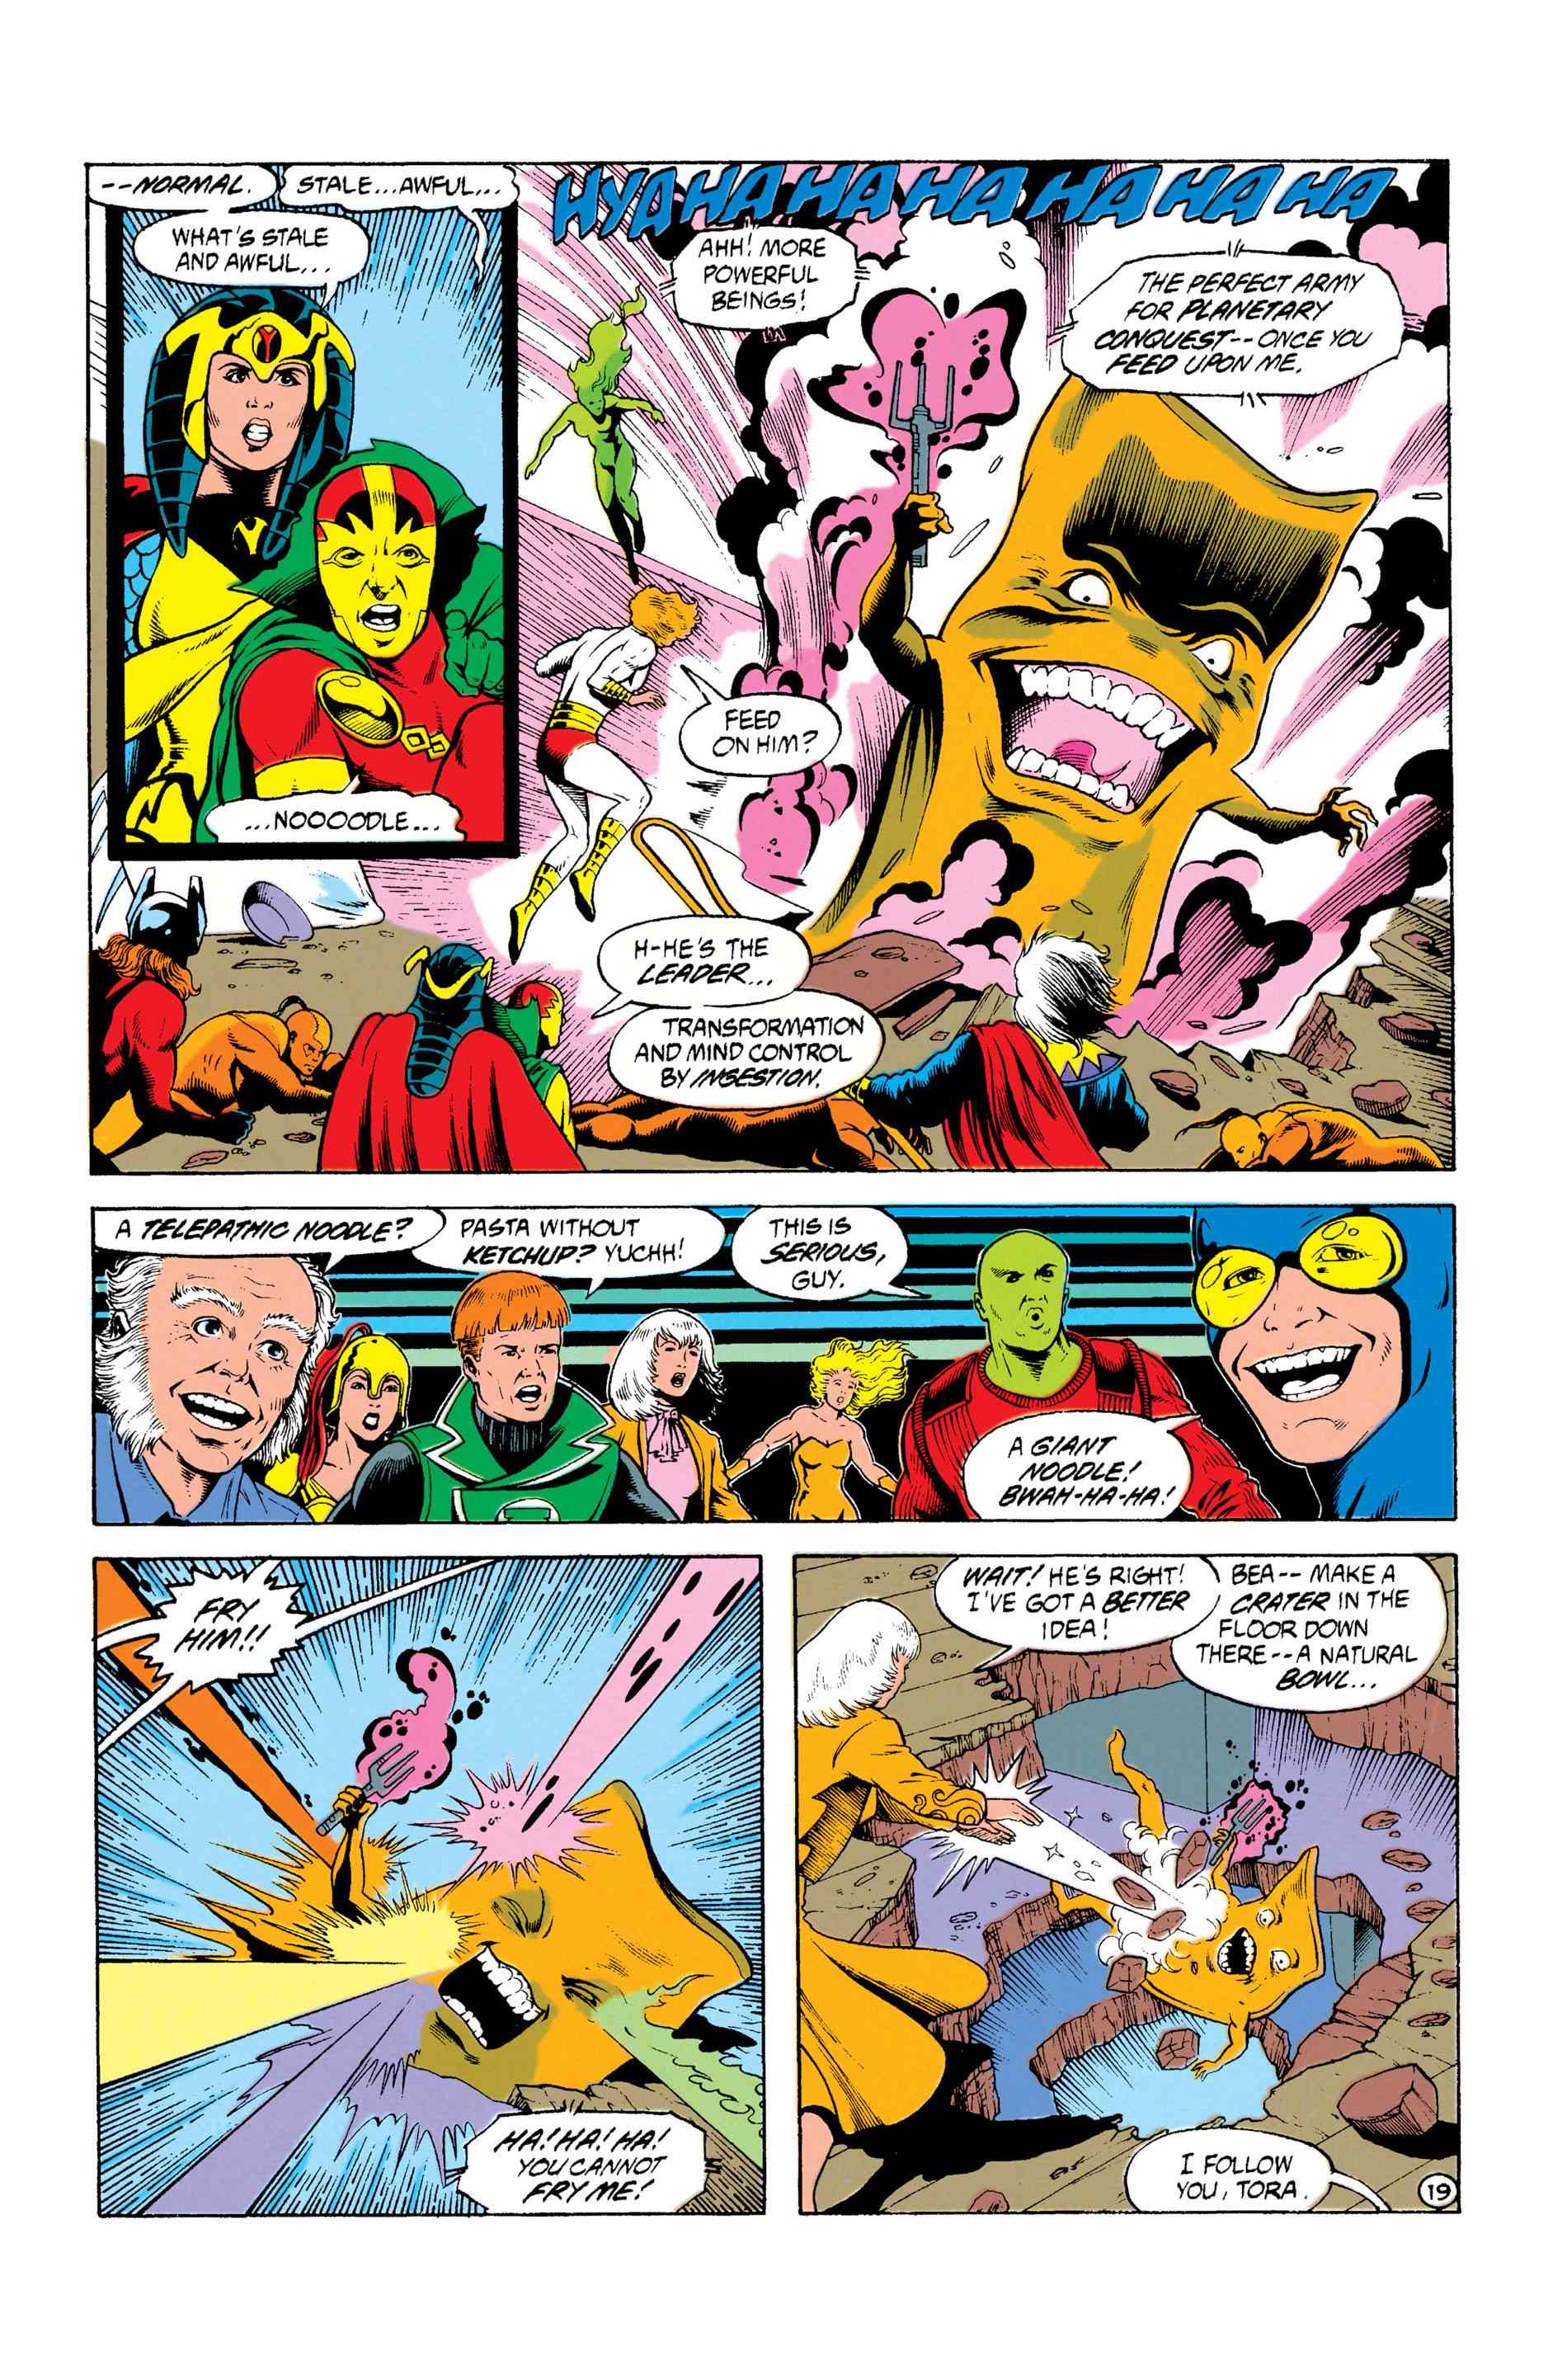 --NORMAL.
STALE...AWFUL...
WHAT'S STALE
AND AWFUL...
...NOOOODLE...
HYAHAHAHAHAHAHA
AHH! MORE
POWERFUL
BEINGS!
THE PERFECT ARMY
FOR PLANETARY
CONQUEST--ONCE YOU
FEED UPON ME.
FEED
ON HIM?
H-HE'S THE
LEADER...
TRANSFORMATION
AND MIND CONTROL
BY INGESTION.
A TELEPATHIC NOODLE?
PASTA WITHOUT
KETCHUP? YUCHH!
THIS IS
SERIOUS,
GUY.
A GIANT
NOODLE!
BWAH-HA-HA!
FRY
HIM!!
HA! HA! HA!
YOU CANNOT
FRY ME!
WAIT! HE'S RIGHT!
I'VE GOT A BETTER
IDEA!
BEA-- MAKE A
CRATER IN THE
FLOOR DOWN
THERE--A NATURAL
BOWL...
I FOLLOW
YOU, TORA.
19